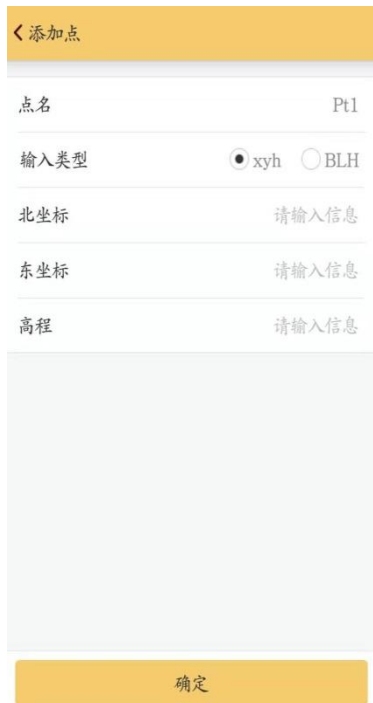 添加点
点名 Pt1
输入类型 xyh BLH
北坐标 请输入信息
东坐标 请输入信息
高程 请输入信息
确定